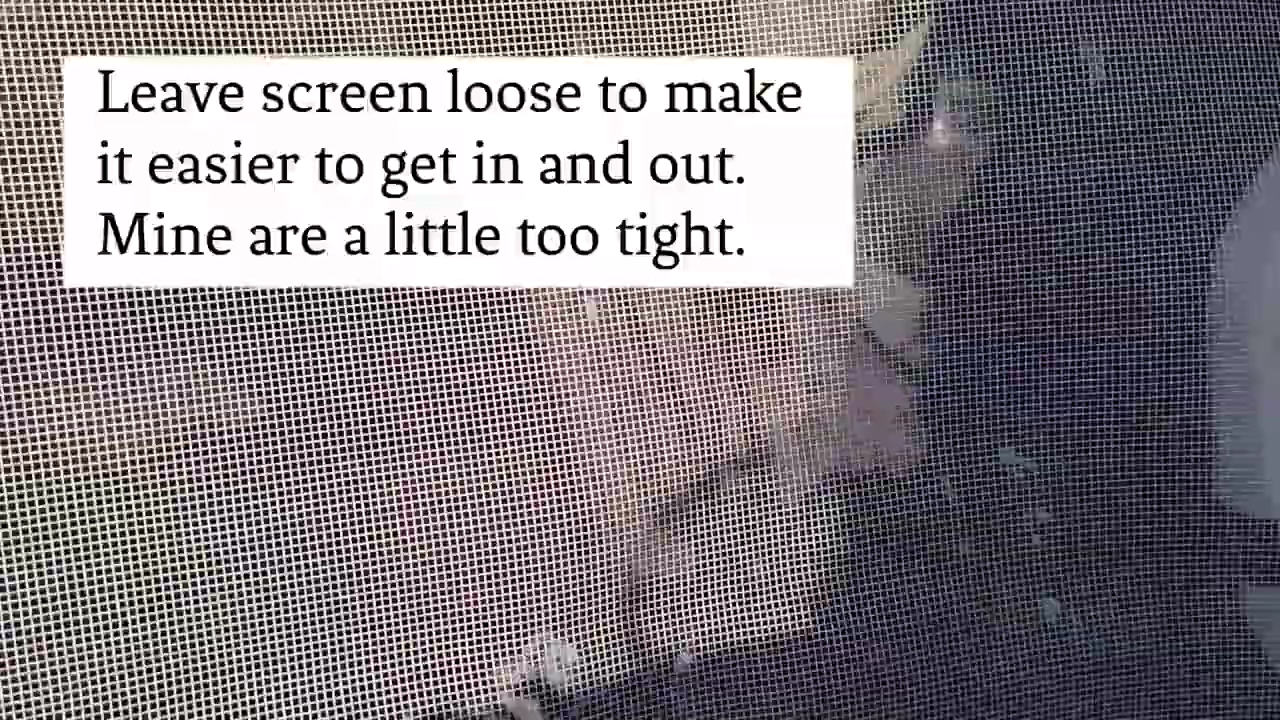 Leave screen loose to make
it easier to get in and out.
Mine are a little too tight.